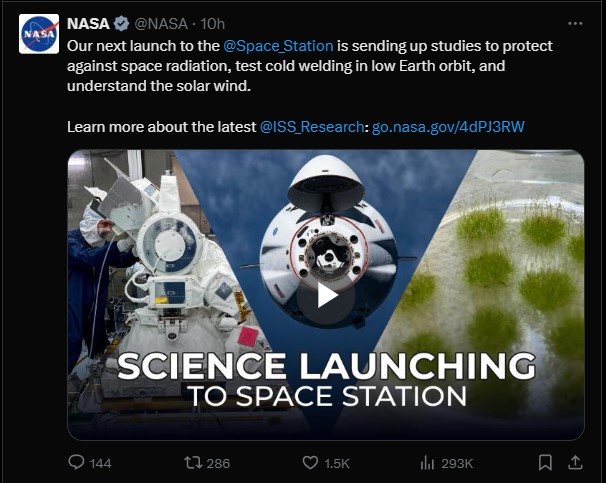 NASA
NASA @NASA · 10h
Our next launch to the @Space_Station is sending up studies to protect
against space radiation, test cold welding in low Earth orbit, and
understand the solar wind.
Learn more about the latest @ISS_Research: go.nasa.gov/4dPJ3RW
SCIENCE LAUNCHING
TO SPACE STATION
144 286 1.5K 293K